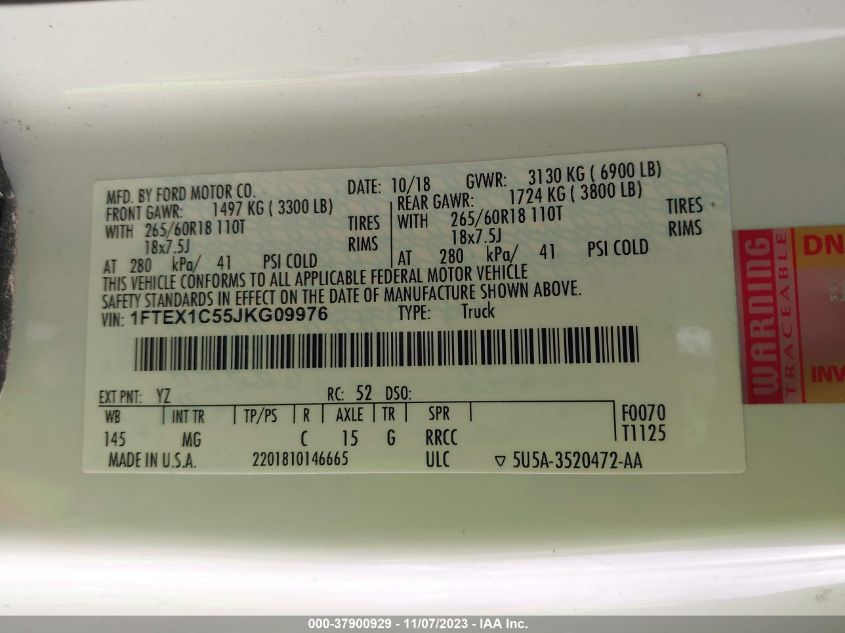 MFD. BY FORD MOTOR CO. DATE: 10/18 GVWR: 3130 KG ( 6900 LB)
FRONT GAWR: 1497 KG ( 3300 LB) REAR GAWR: 1724 KG ( 3800 LB)
WITH 265/60R18 110T TIRES WITH 265/60R18 110T TIRES
18x7.5J RIMS 18x7.5J RIMS
AT 280 kPa/ 41 PSI COLD AT 280 kPa/ 41 PSI COLD
THIS VEHICLE CONFORMS TO ALL APPLICABLE FEDERAL MOTOR VEHICLE
SAFETY STANDARDS IN EFFECT ON THE DATE OF MANUFACTURE SHOWN ABOVE.
VIN: 1FTEX1C55JKG09976 TYPE: Truck
EXT PNT: YZ RC: 52 DSO:
WB INT TR TP/PS R AXLE TR SPR F0070
145 MG C 15 G RRCC T1125
MADE IN U.S.A. 2201810146665 ULC 5U5A-3520472-AA
WARNING
TRACEABLE
DN
INV
000-37900929 - 11/07/2023 - IAA Inc.